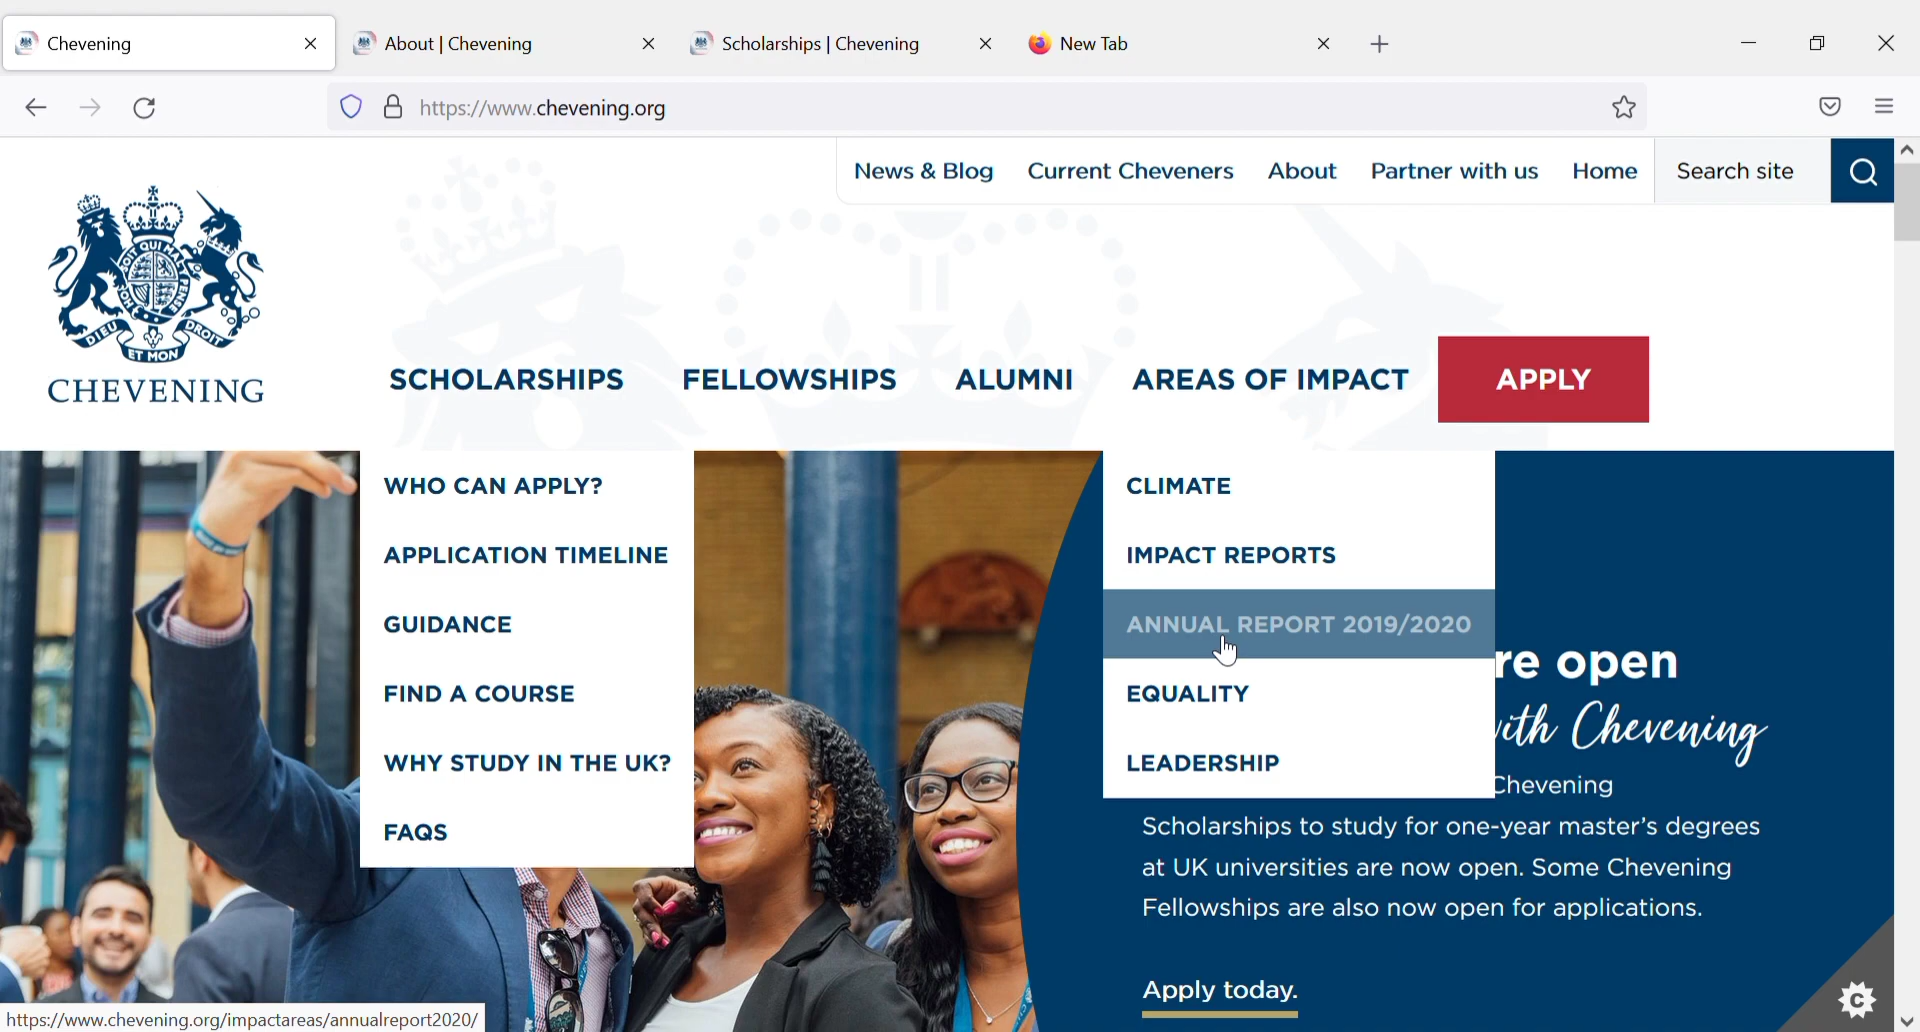 Chevening
About | Chevening
Scholarships | Chevening
New Tab
https://www.chevening.org
News & Blog Current Cheveners About Partner with us Home Search site
DIEU ET MON DROIT
CHEVENING
SCHOLARSHIPS FELLOWSHIPS ALUMNI AREAS OF IMPACT APPLY
WHO CAN APPLY?
APPLICATION TIMELINE
GUIDANCE
FIND A COURSE
WHY STUDY IN THE UK?
FAQS
CLIMATE
IMPACT REPORTS
ANNUAL REPORT 2019/2020
EQUALITY
LEADERSHIP
re open
ith Chevening
Chevening
Scholarships to study for one-year master's degrees
at UK universities are now open. Some Chevening
Fellowships are also now open for applications.
Apply today.
C
https://www.chevening.org/impactareas/annualreport2020/